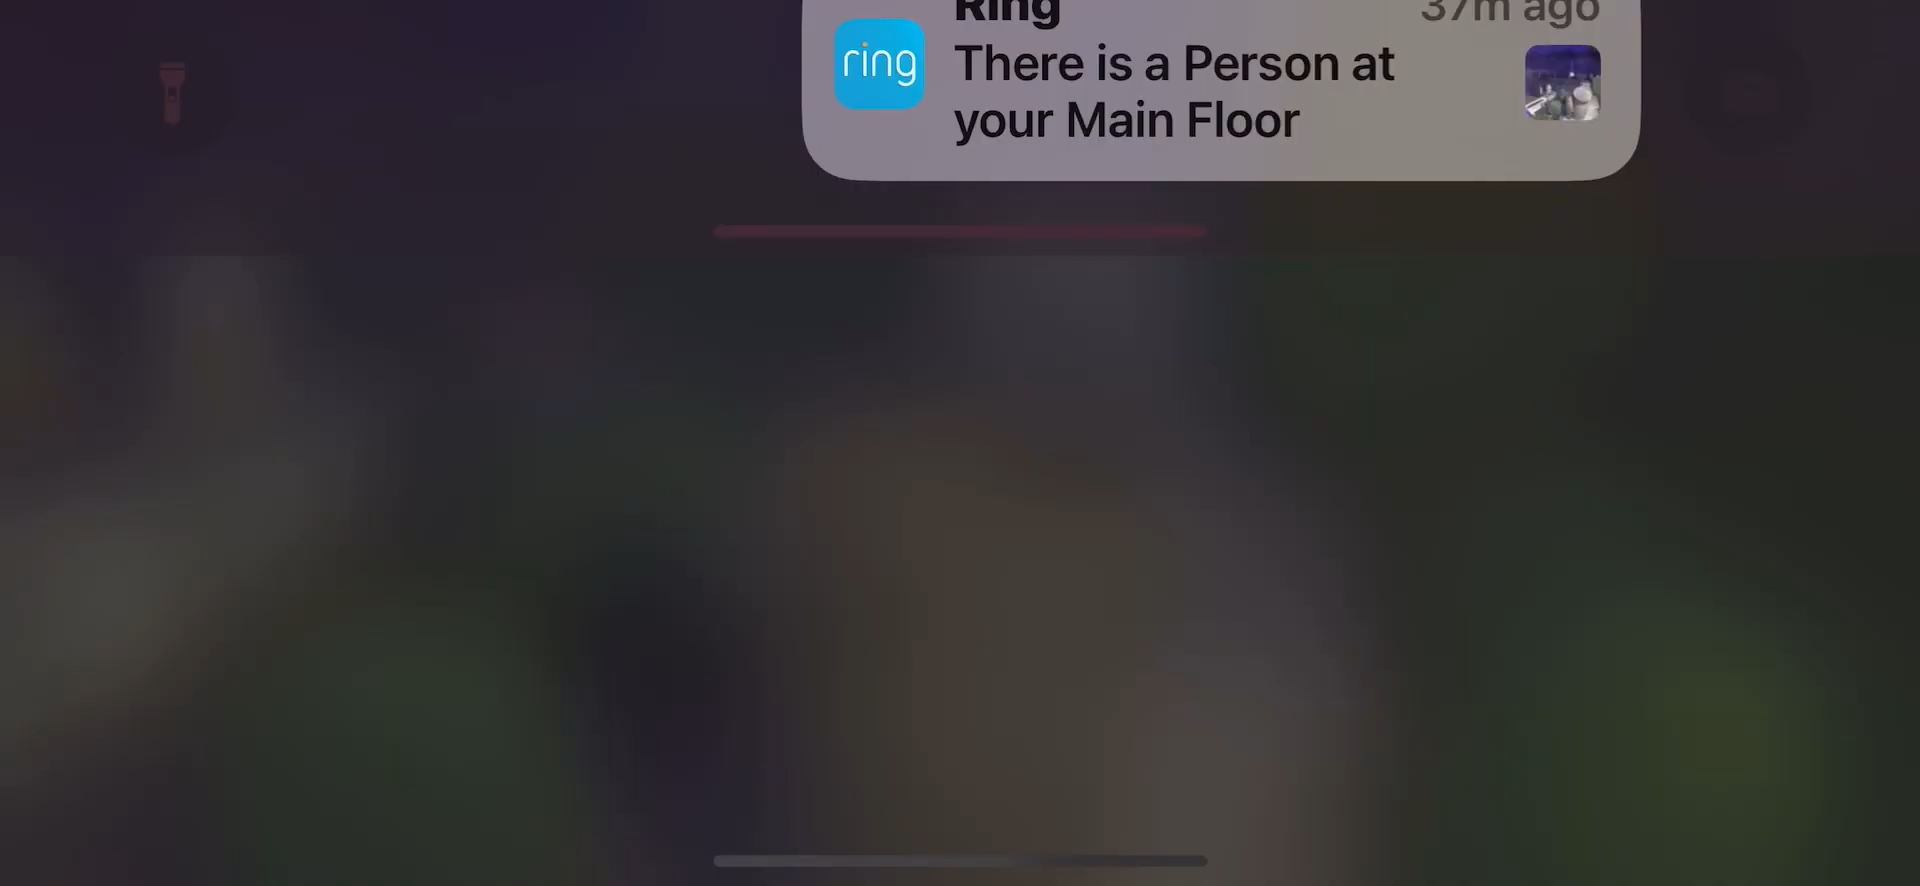 Ring
37m ago
ring
There is a Person at
your Main Floor